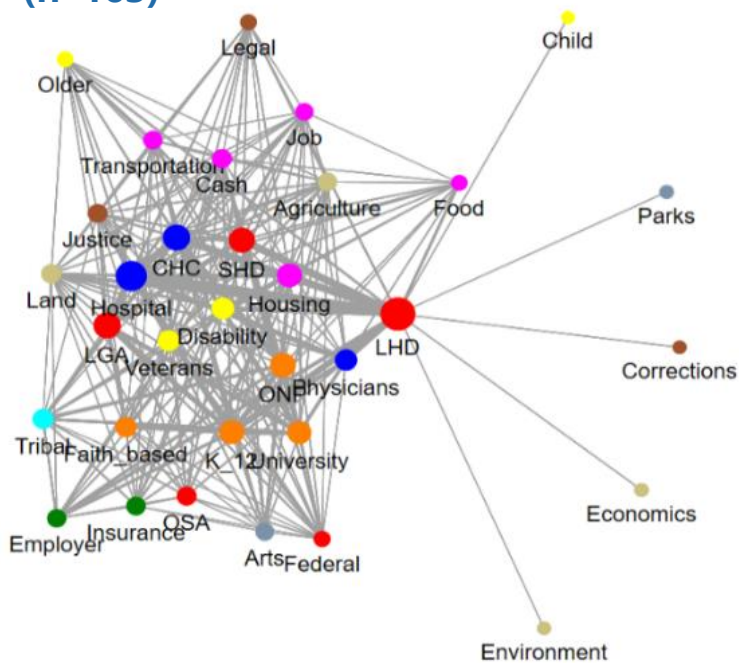 Legal
Child
Older
Job
Transportation
Cash
Agriculture
Food
Parks
Justice
CHC
SHD
Land
Hospital
Housing
Disability
LHD
LGA
Veterans
Corrections
Physicians
Tribal
Faith_based
K_12
University
Economics
Employer
Insurance
OSA
Arts
Federal
Environment